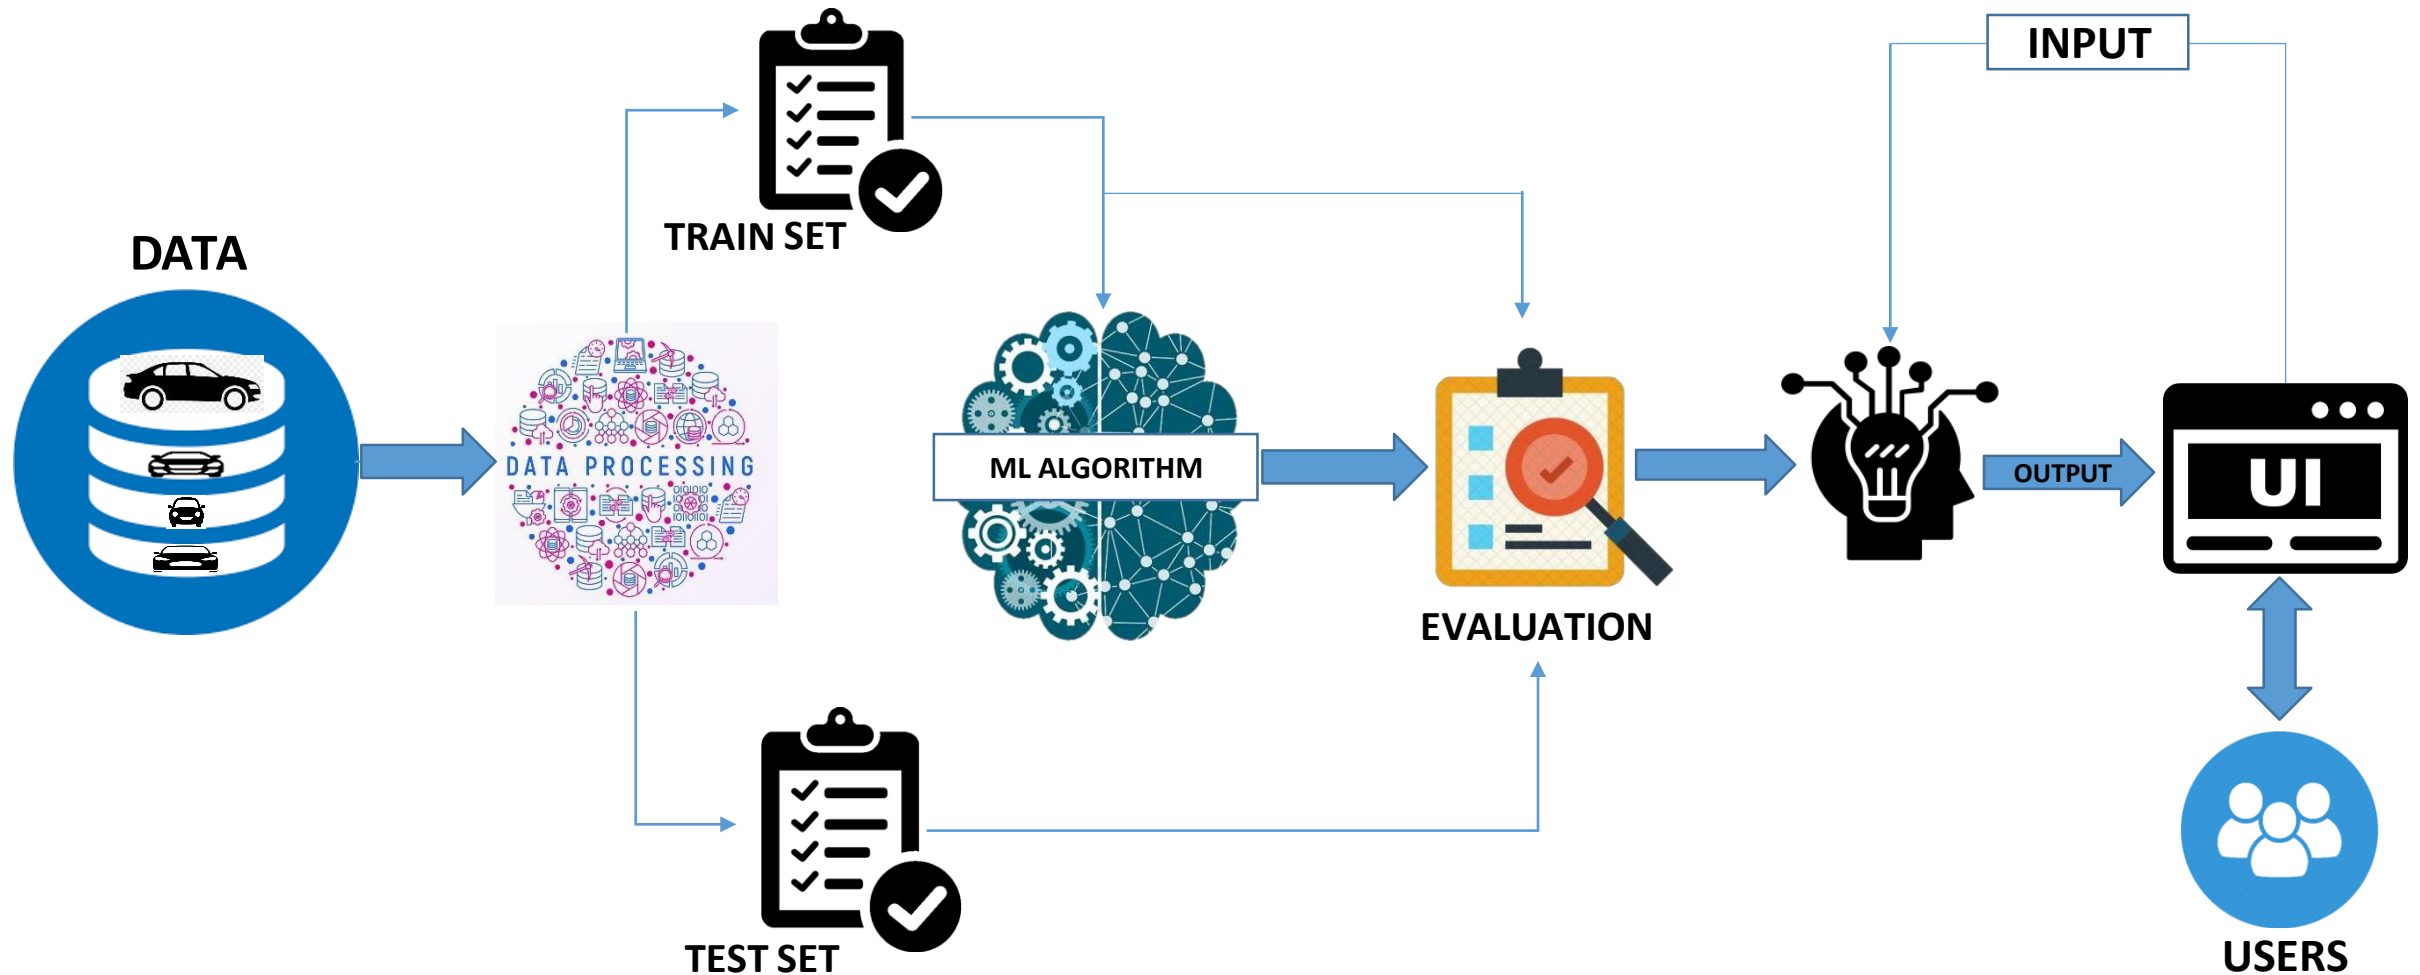 INPUT
TRAIN SET
DATA
DATA PROCESSING
ML ALGORITHM
OUTPUT
UI
EVALUATION
TEST SET
USERS